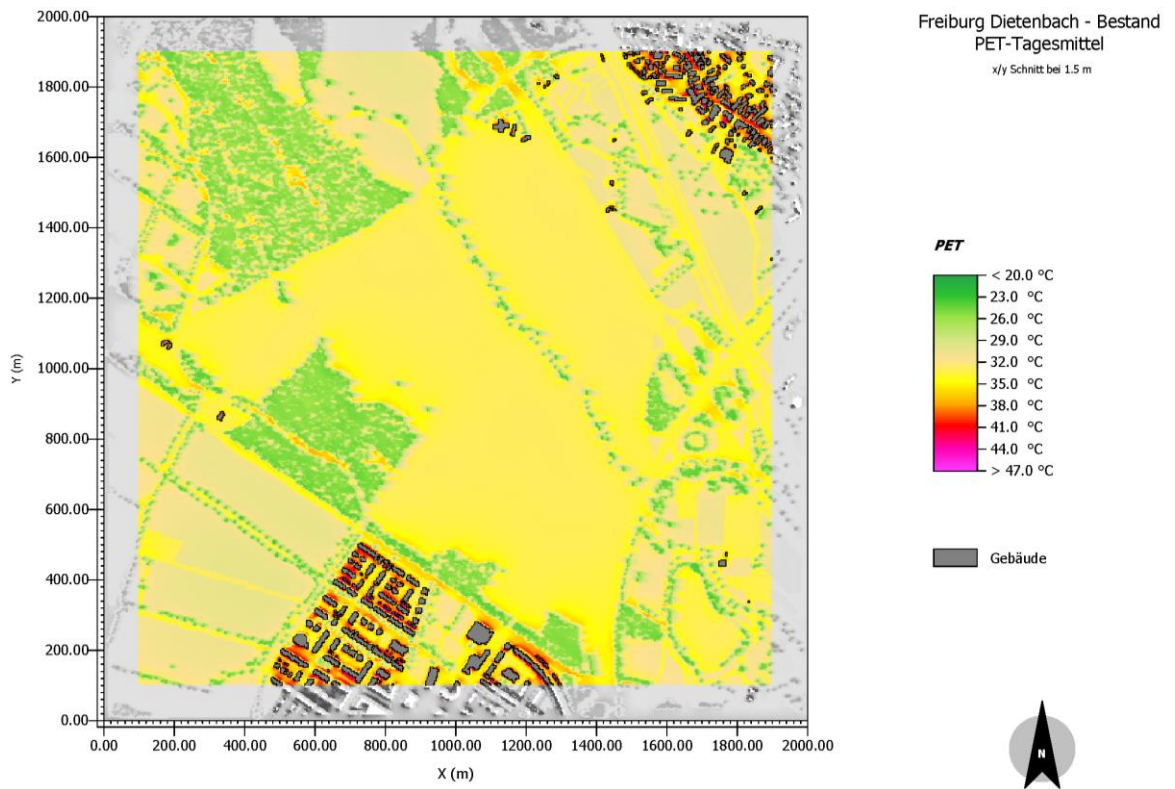 Freiburg Dietenbach - Bestand
PET-Tagesmittel
x/y Schnitt bei 1.5 m
2000.00
1800.00
1600.00
1400.00
1200.00
1000.00
800.00
600.00
400.00
200.00
0.00
Y (m)
0.00 200.00 400.00 600.00 800.00 1000.00 1200.00 1400.00 1600.00 1800.00 2000.00
X (m)
PET
< 20.0 °C
23.0 °C
26.0 °C
29.0 °C
32.0 °C
35.0 °C
38.0 °C
41.0 °C
44.0 °C
> 47.0 °C
Gebäude
N